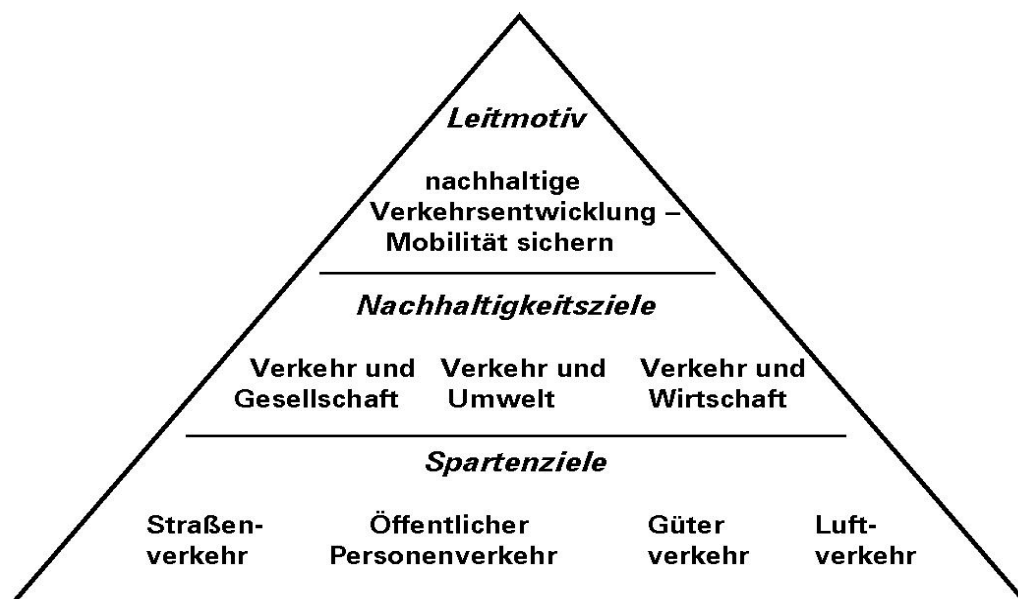 Leitmotiv
nachhaltige
Verkehrsentwicklung –
Mobilität sichern
Nachhaltigkeitsziele
Verkehr und
Gesellschaft
Verkehr und
Umwelt
Verkehr und
Wirtschaft
Spartenziele
Straßen-
verkehr
Öffentlicher
Personenverkehr
Güter
verkehr
Luft-
verkehr